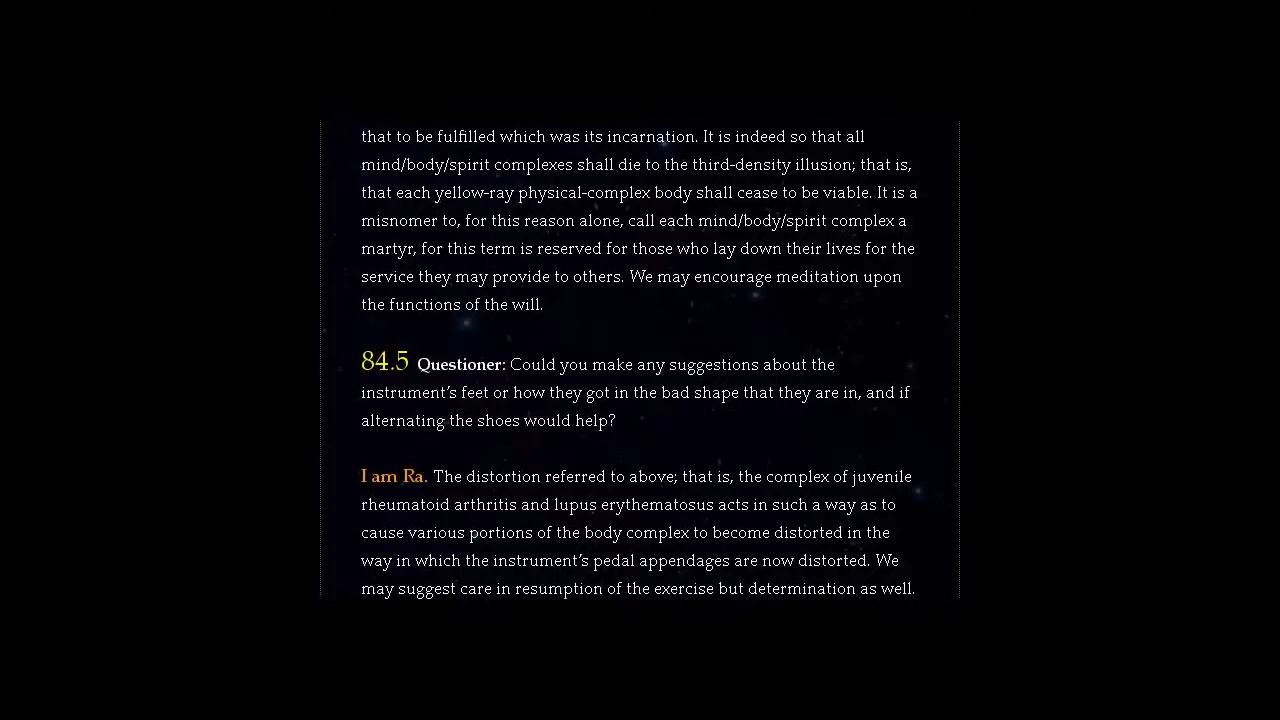 that to be fulfilled which was its incarnation. It is indeed so that all
mind/body/spirit complexes shall die to the third-density illusion; that is,
that each yellow-ray physical-complex body shall cease to be viable. It is a
misnomer to, for this reason alone, call each mind/body/spirit complex a
martyr, for this term is reserved for those who lay down their lives for the
service they may provide to others. We may encourage meditation upon
the functions of the will.
84.5 Questioner: Could you make any suggestions about the
instrument’s feet or how they got in the bad shape that they are in, and if
alternating the shoes would help?
I am Ra. The distortion referred to above; that is, the complex of juvenile
rheumatoid arthritis and lupus erythematosus acts in such a way as to
cause various portions of the body complex to become distorted in the
way in which the instrument’s pedal appendages are now distorted. We
may suggest care in resumption of the exercise but determination as well.